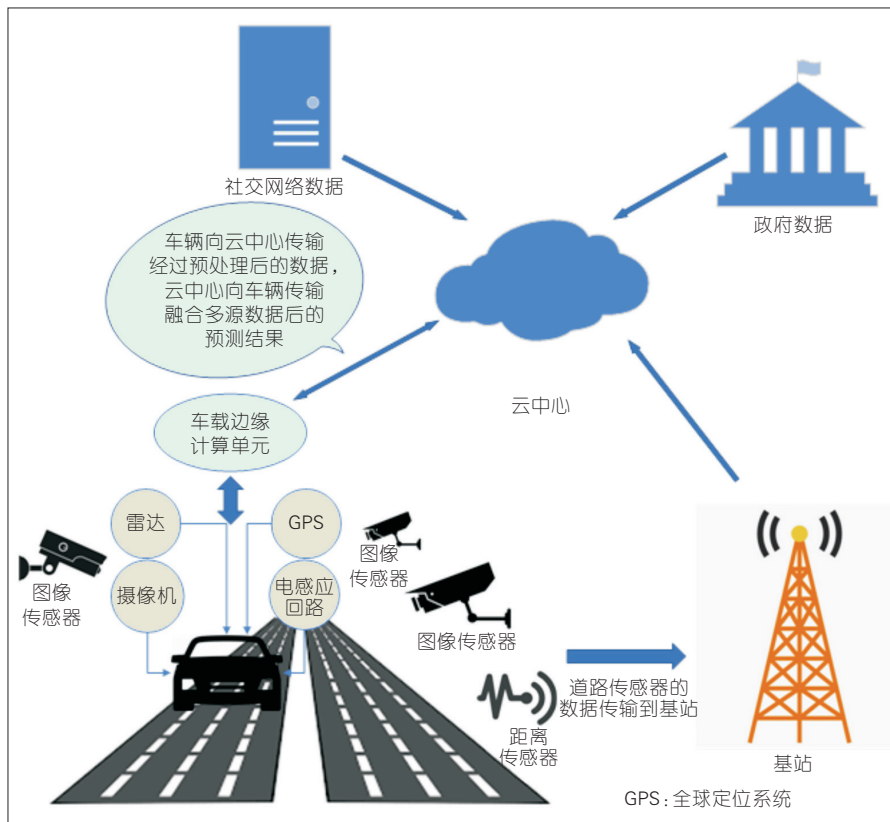 社交网络数据
政府数据
车辆向云中心传输
经过预处理后的数据，
云中心向车辆传输
融合多源数据后的
预测结果
云中心
车载边缘
计算单元
雷达
GPS
图像
传感器
摄像机
电感应
回路
图像
传感器
图像传感器
道路传感器的
数据传输到基站
距离
传感器
基站
GPS：全球定位系统